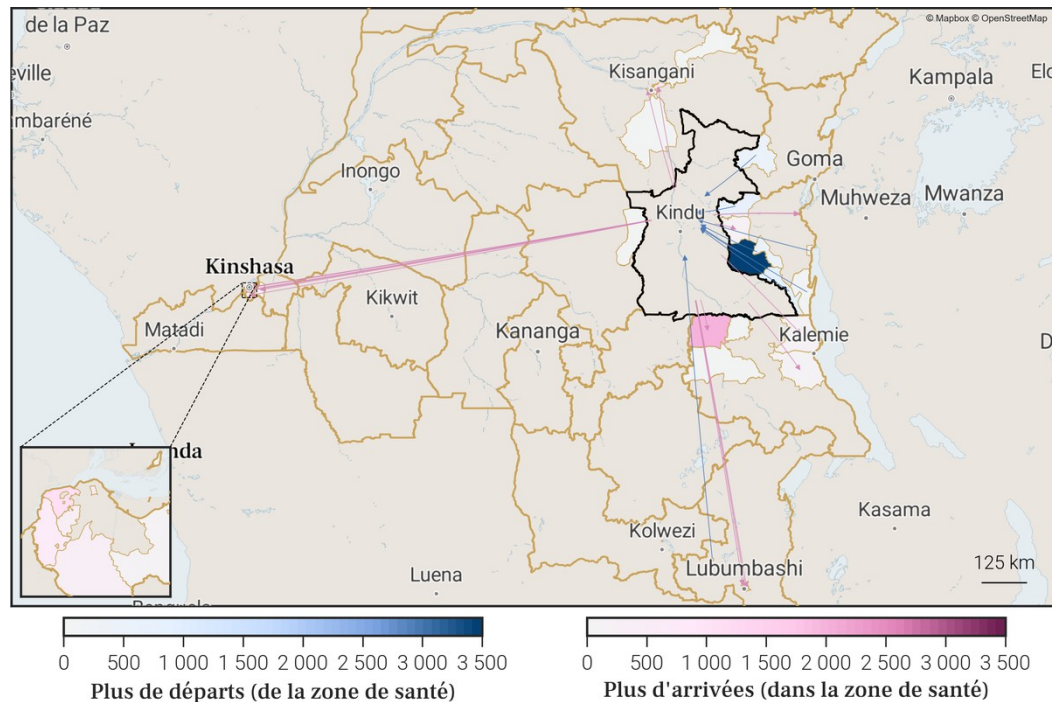 © Mapbox © OpenStreetMap
de la Paz
Kisangani
Kampala
Goma
Inongo
Muhweza
Mwanza
Kindu
Kinshasa
Kikwit
Matadi
Kananga
Kalemie
Kasama
Kolwezi
125 km
Luena
Lubumbashi
0 500 1 000 1 500 2 000 2 500 3 000 3 500
Plus de départs (de la zone de santé)
0 500 1 000 1 500 2 000 2 500 3 000 3 500
Plus d'arrivées (dans la zone de santé)